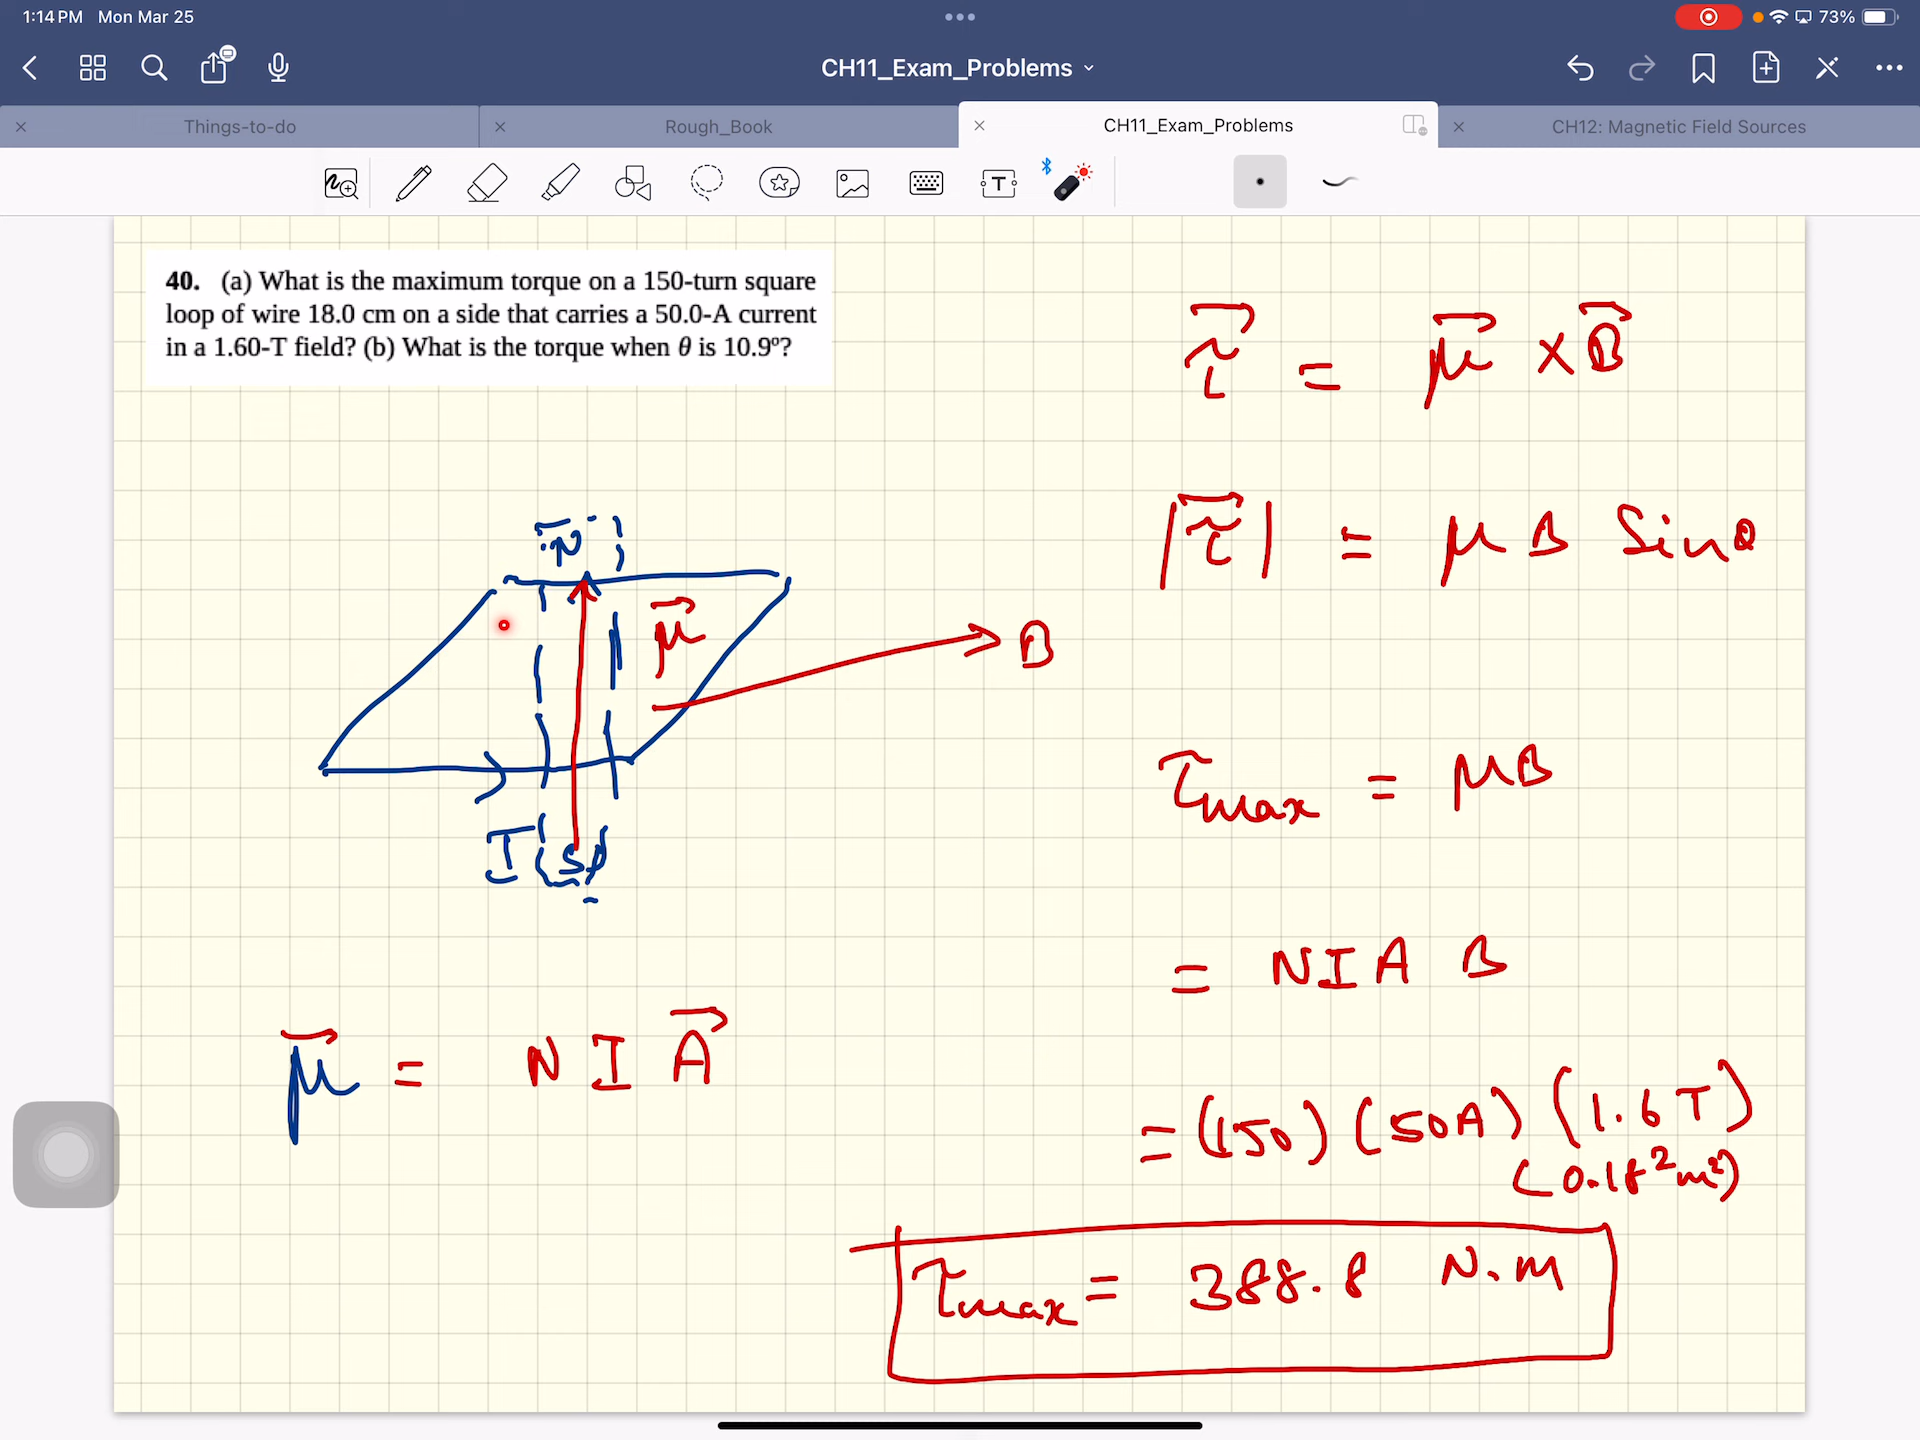 1:14 PM Mon Mar 25
73%
CH11_Exam_Problems
Things-to-do
Rough_Book
CH11_Exam_Problems
CH12: Magnetic Field Sources
T
40. (a) What is the maximum torque on a 150-turn square
loop of wire 18.0 cm on a side that carries a 50.0-A current
in a 1.60-T field? (b) What is the torque when θ is 10.9º?
τ⃗ = μ⃗ × B⃗
|τ⃗| = μ B Sinθ
N
μ⃗
B
I
S
τmax = μB
= NIA B
μ⃗ = N I A⃗
= (150) (50A) (1.6 T)
(0.18²m²)
τmax = 388.8 N.m